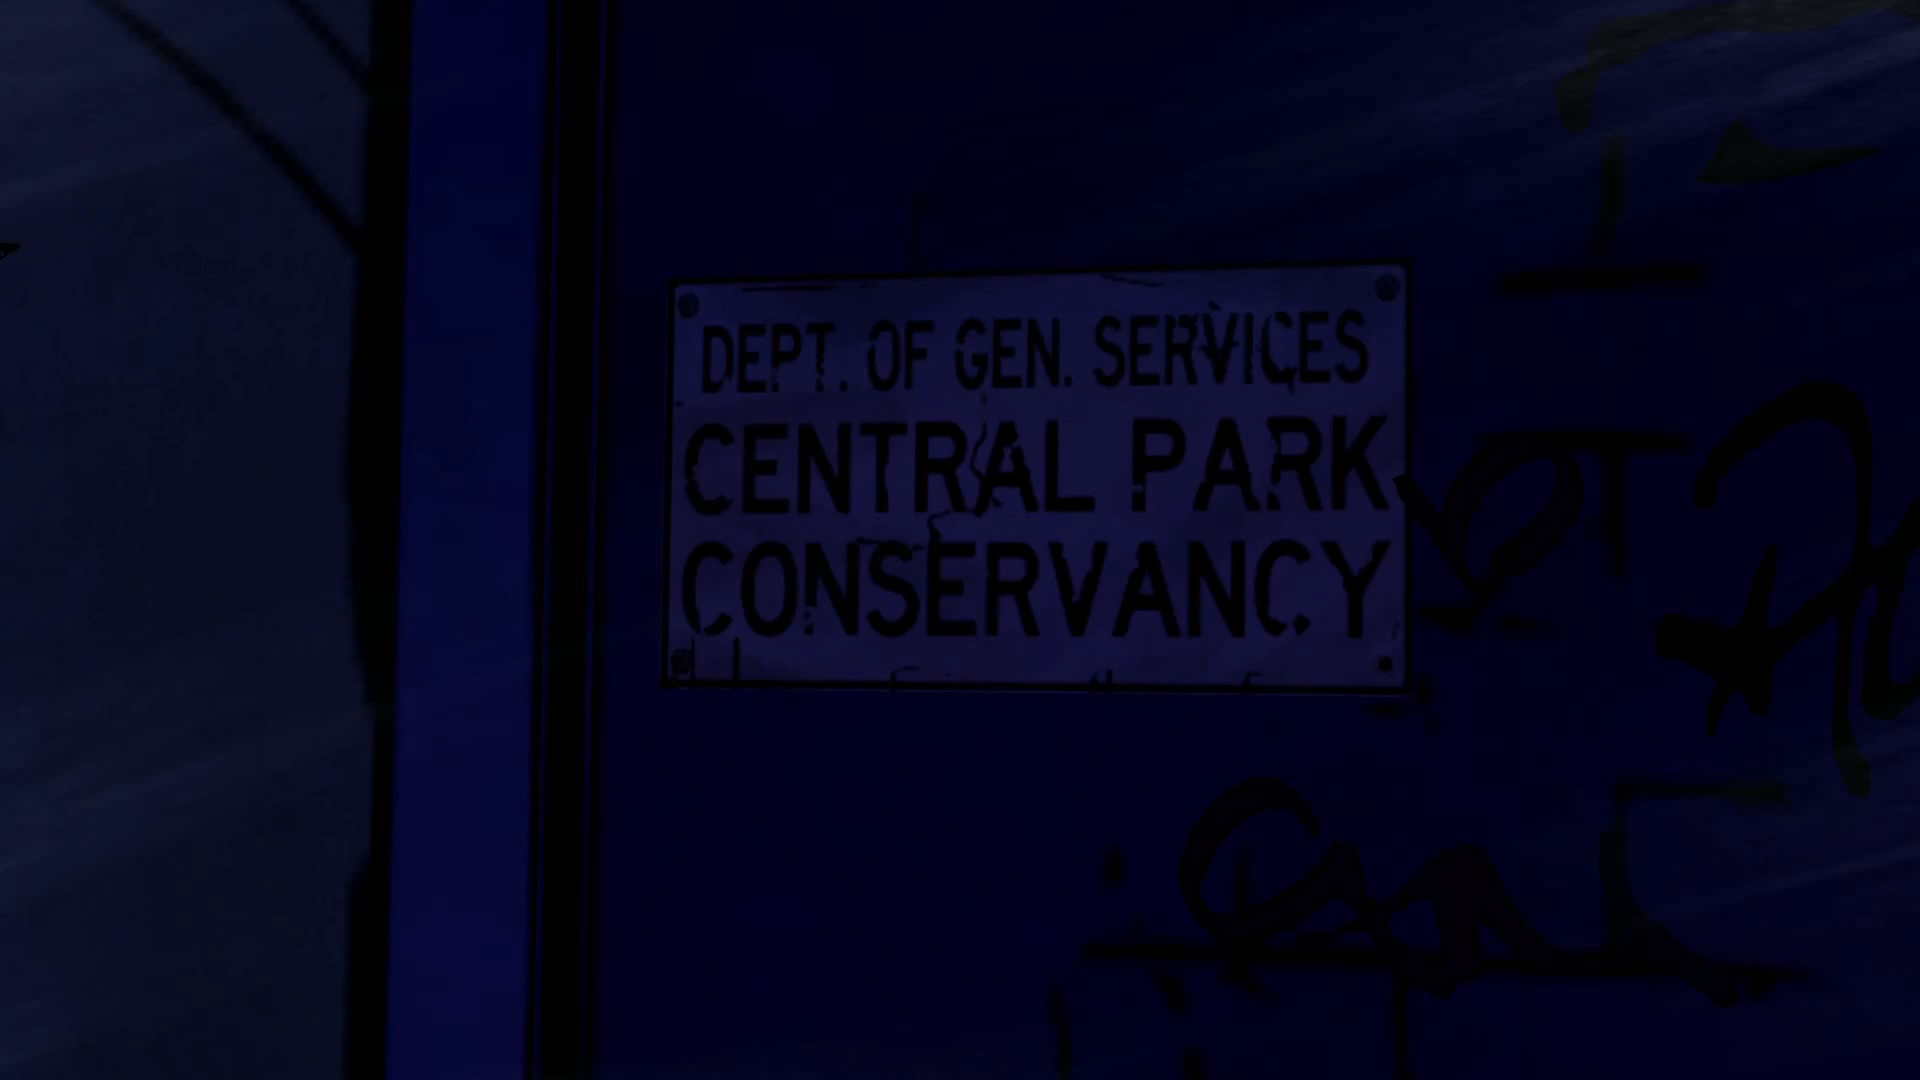 DEPT. OF GEN. SERVICES
CENTRAL PARK
CONSERVANCY